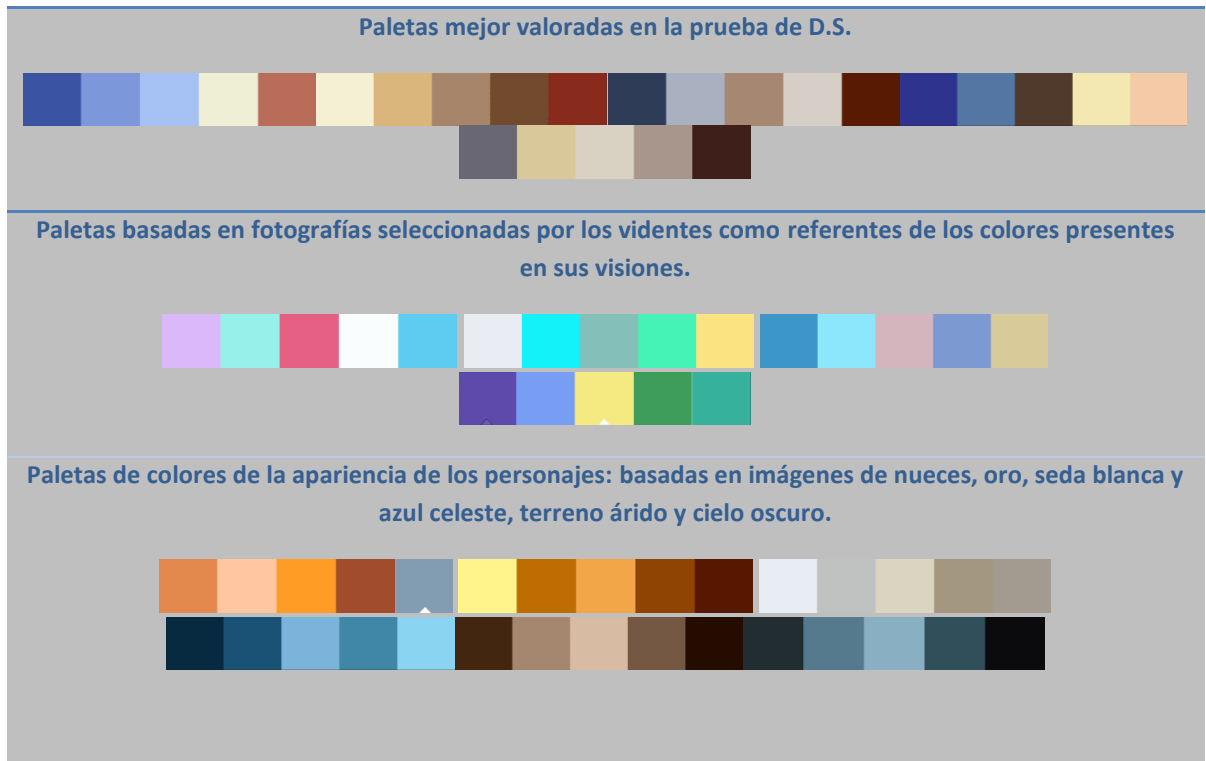 Paletas mejor valoradas en la prueba de D.S.
Paletas basadas en fotografías seleccionadas por los videntes como referentes de los colores presentes
en sus visiones.
Paletas de colores de la apariencia de los personajes: basadas en imágenes de nueces, oro, seda blanca y
azul celeste, terreno árido y cielo oscuro.